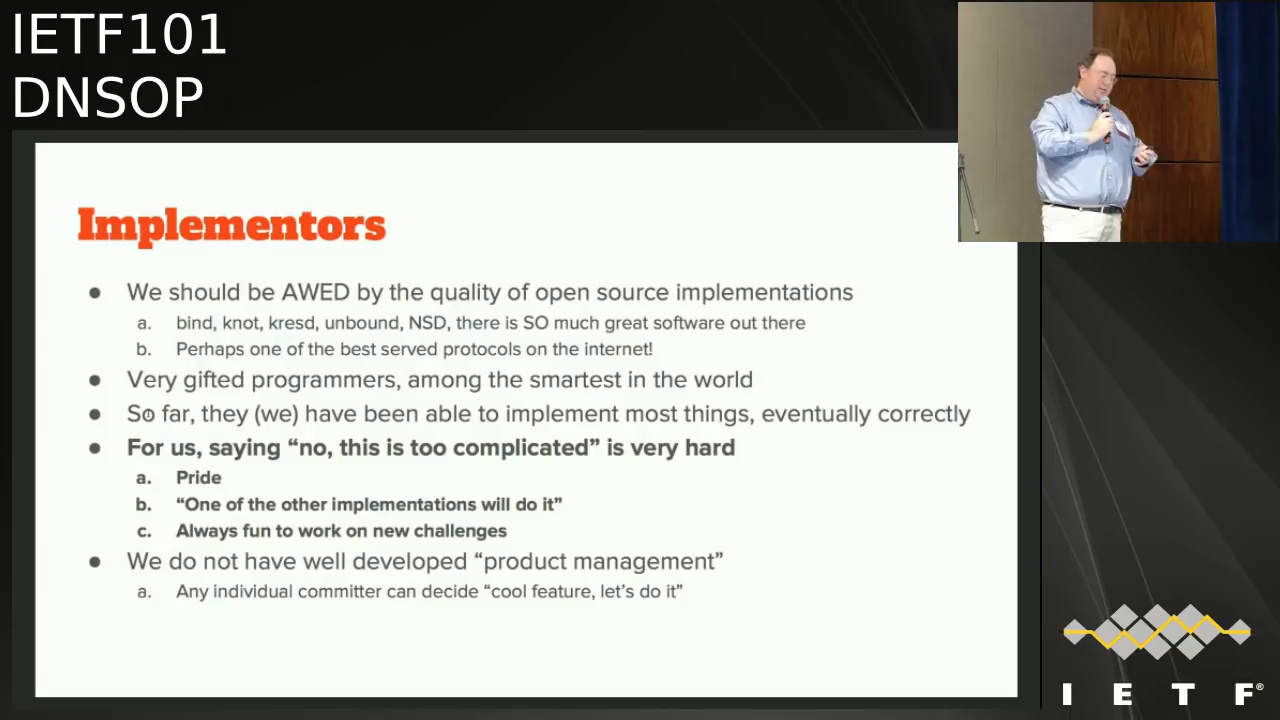 IETF101
DNSOP
Implementors
● We should be AWED by the quality of open source implementations
a. bind, knot, kresd, unbound, NSD, there is SO much great software out there
b. Perhaps one of the best served protocols on the internet!
● Very gifted programmers, among the smartest in the world
● So far, they (we) have been able to implement most things, eventually correctly
● For us, saying “no, this is too complicated” is very hard
a. Pride
b. “One of the other implementations will do it”
c. Always fun to work on new challenges
● We do not have well developed “product management”
a. Any individual committer can decide “cool feature, let’s do it”
I E T F®